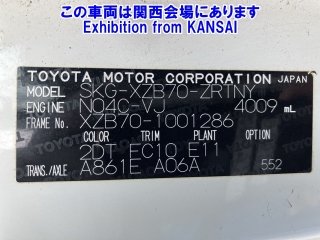 この車両は関西会場にあります
Exhibition from KANSAI
TOYOTA MOTOR CORPORATION JAPAN
MODEL SKG-XZB70-ZRTNY
ENGINE N04C-VJ 4009 mL
FRAME No. XZB70-1001286
COLOR TRIM PLANT OPTION
2DT EC10 E11
TRANS./AXLE A861E A06A 552